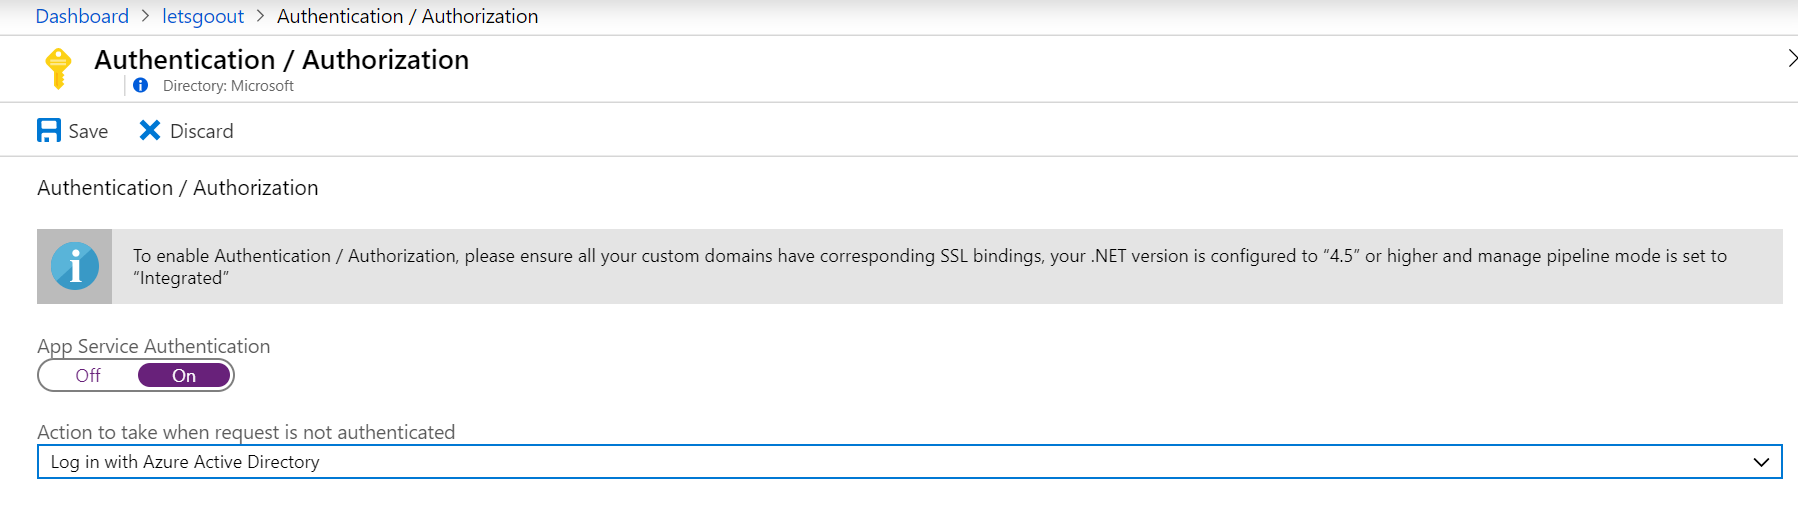 Dashboard > letsgoout > Authentication / Authorization
Authentication / Authorization
Directory: Microsoft
Save Discard
Authentication / Authorization
To enable Authentication / Authorization, please ensure all your custom domains have corresponding SSL bindings, your .NET version is configured to “4.5” or higher and manage pipeline mode is set to
“Integrated”
App Service Authentication
Off On
Action to take when request is not authenticated
Log in with Azure Active Directory